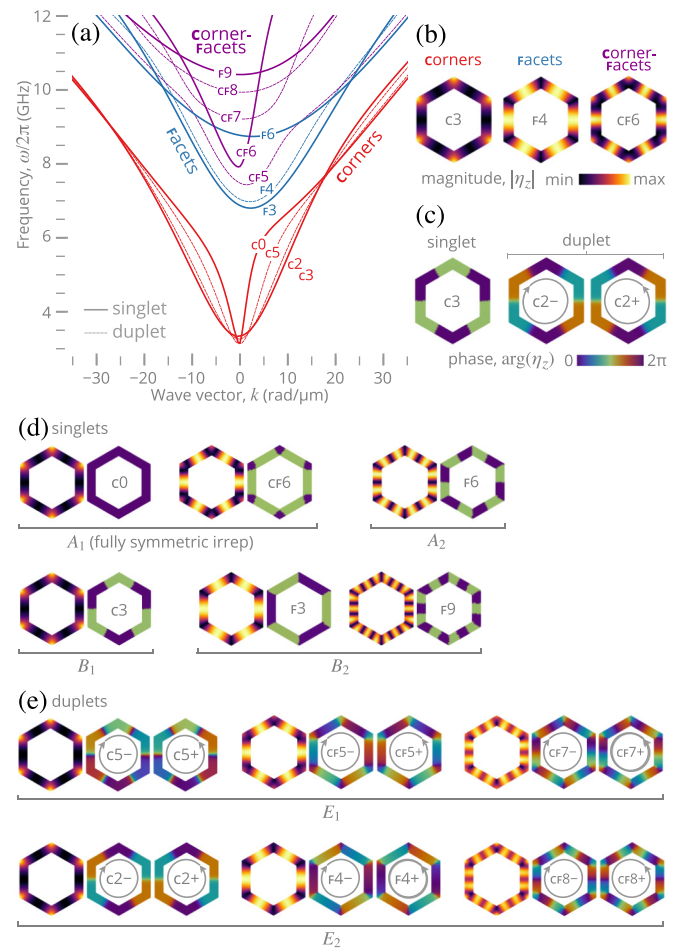 (a)
12
10
8
6
4
Frequency, ω/2π (GHz)
−30 −20 −10 0 10 20 30
Wave vector, k (rad/μm)
corner-
Facets
F9
CF8
CF7
F6
CF6
CF5
F4
F3
Facets
corners
c0
c5
c2
c3
singlet
duplet
(b)
corners Facets corner-Facets
c3 F4 CF6
magnitude, |ηz| min max
(c)
singlet duplet
c3 c2− c2+
phase, arg(ηz) 0 2π
(d) singlets
c0 CF6 F6
A1 (fully symmetric irrep) A2
c3 F3 F9
B1 B2
(e) duplets
c5− c5+ CF5− CF5+ CF7− CF7+
E1
c2− c2+ F4− F4+ CF8− CF8+
E2